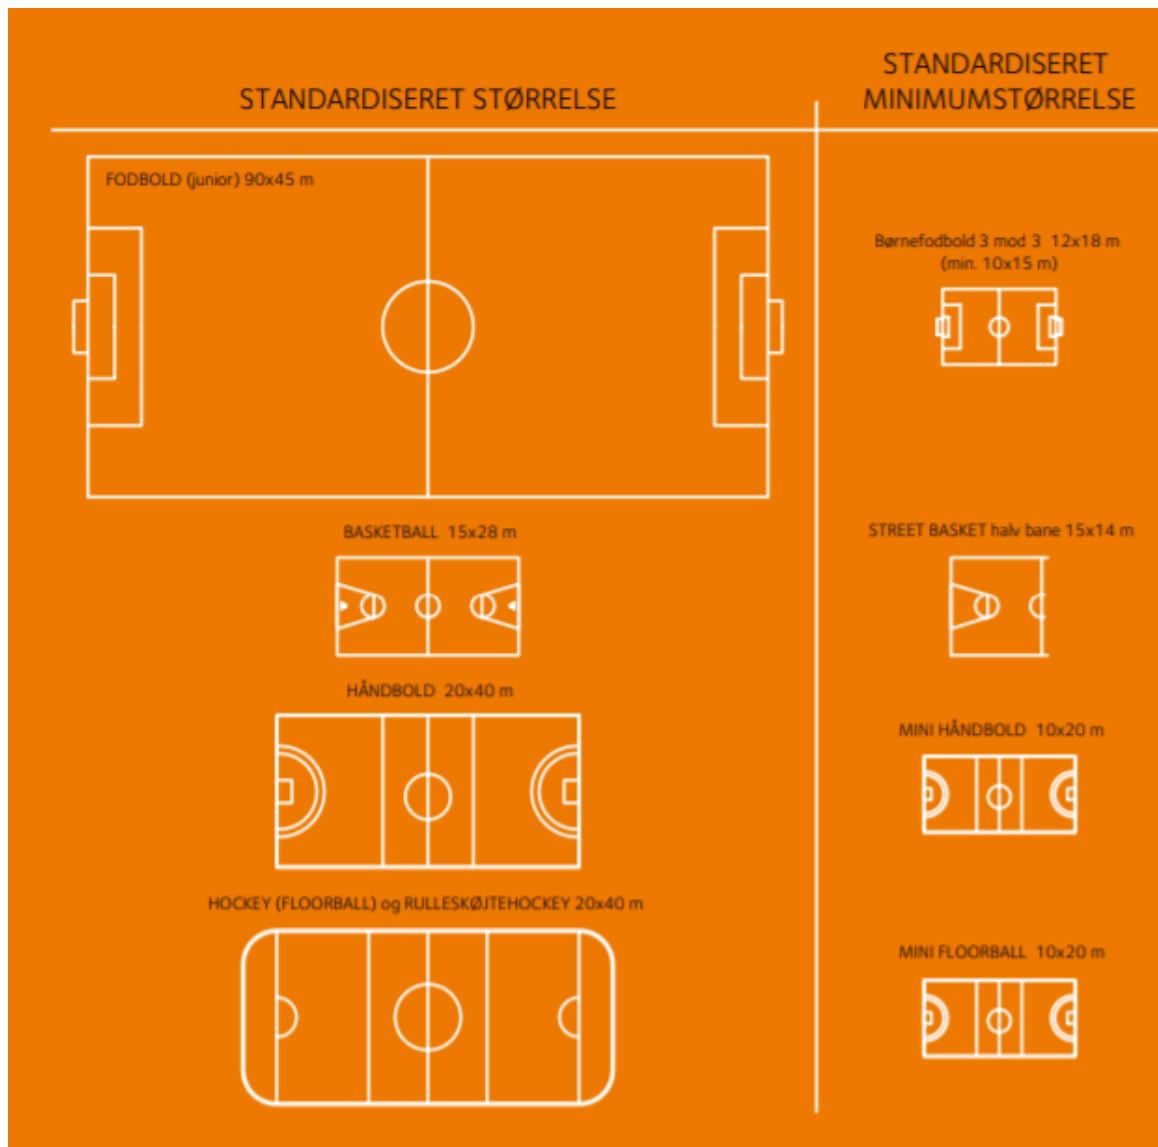 STANDARDISERET STØRRELSE
STANDARDISERET
MINIMUMSTØRRELSE
FODBOLD (junior) 90x45 m
Børnefodbold 3 mod 3 12x18 m
(min. 10x15 m)
BASKETBALL 15x28 m
STREET BASKET halv bane 15x14 m
HÅNDBOLD 20x40 m
MINI HÅNDBOLD 10x20 m
HOCKEY (FLOORBALL) og RULLESKØJTEHOCKEY 20x40 m
MINI FLOORBALL 10x20 m